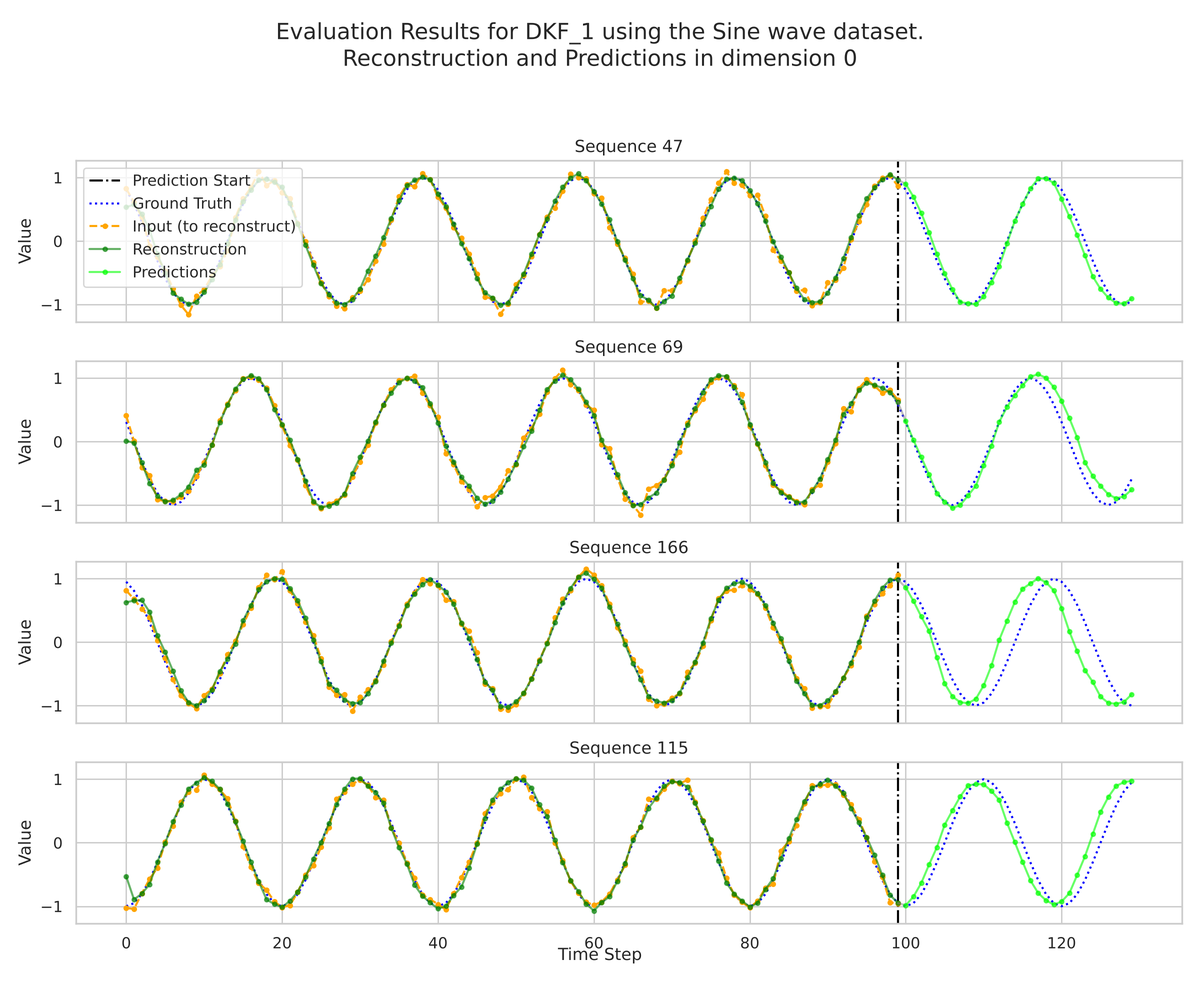 Evaluation Results for DKF_1 using the Sine wave dataset.
Reconstruction and Predictions in dimension 0
Sequence 47
Value
1
0
−1
Prediction Start
Ground Truth
Input (to reconstruct)
Reconstruction
Predictions
Sequence 69
Value
1
0
−1
Sequence 166
Value
1
0
−1
Sequence 115
Value
1
0
−1
0 20 40 60 80 100 120
Time Step